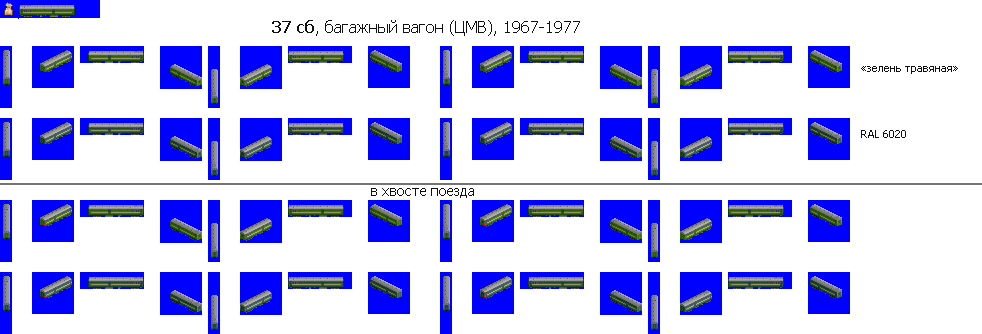 37 сб, багажный вагон (ЦМВ), 1967-1977
«зелень травяная»
RAL 6020
в хвосте поезда